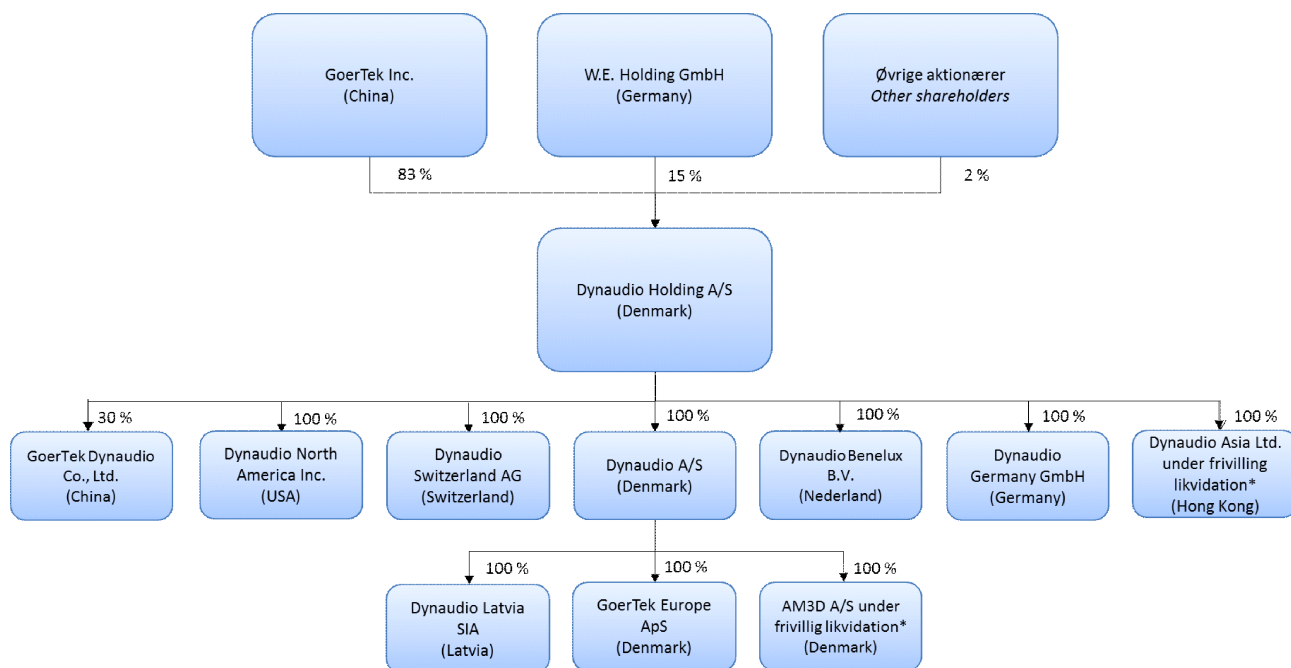 GoerTek Inc.
(China)
W.E. Holding GmbH
(Germany)
Øvrige aktionærer
Other shareholders
83 %
15 %
2 %
Dynaudio Holding A/S
(Denmark)
30 %
100 %
100 %
100 %
100 %
100 %
100 %
GoerTek Dynaudio
Co., Ltd.
(China)
Dynaudio North
America Inc.
(USA)
Dynaudio
Switzerland AG
(Switzerland)
Dynaudio A/S
(Denmark)
Dynaudio Benelux
B.V.
(Nederland)
Dynaudio
Germany GmbH
(Germany)
Dynaudio Asia Ltd.
under frivilling
likvidation*
(Hong Kong)
100 %
100 %
100 %
Dynaudio Latvia
SIA
(Latvia)
GoerTek Europe
ApS
(Denmark)
AM3D A/S under
frivillig likvidation*
(Denmark)